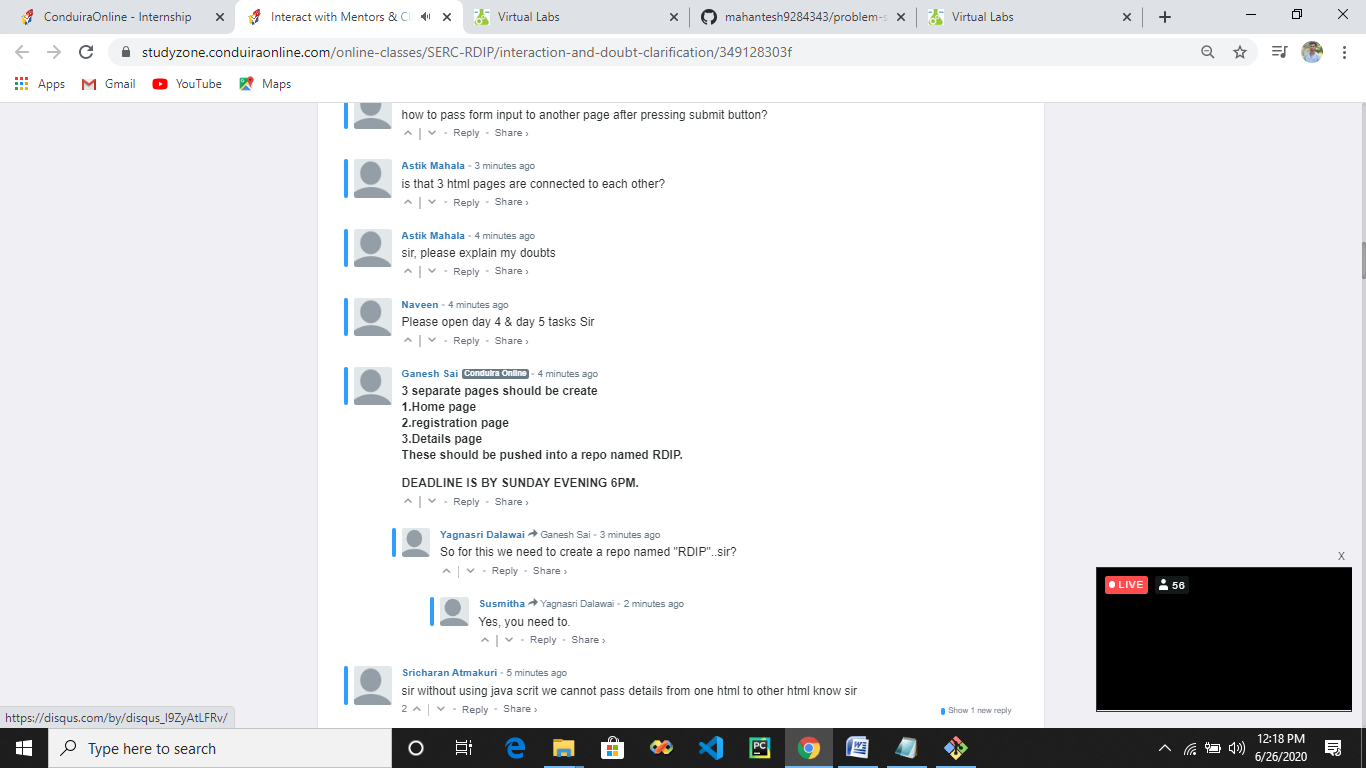 ConduiraOnline - Internship
Interact with Mentors & Cl
Virtual Labs
mahantesh9284343/problem-s
Virtual Labs
studyzone.conduiraonline.com/online-classes/SERC-RDIP/interaction-and-doubt-clarification/349128303f
Apps
Gmail
YouTube
Maps
how to pass form input to another page after pressing submit button?
Reply - Share ›
Astik Mahala - 3 minutes ago
is that 3 html pages are connected to each other?
Reply - Share ›
Astik Mahala - 4 minutes ago
sir, please explain my doubts
Reply - Share ›
Naveen - 4 minutes ago
Please open day 4 & day 5 tasks Sir
Reply - Share ›
Ganesh Sai Conduira Online - 4 minutes ago
3 separate pages should be create
1.Home page
2.registration page
3.Details page
These should be pushed into a repo named RDIP.
DEADLINE IS BY SUNDAY EVENING 6PM.
Reply - Share ›
Yagnasri Dalawai Ganesh Sai - 3 minutes ago
So for this we need to create a repo named "RDIP"..sir?
Reply - Share ›
Susmitha Yagnasri Dalawai - 2 minutes ago
Yes, you need to.
Reply - Share ›
Sricharan Atmakuri - 5 minutes ago
sir without using java scrit we cannot pass details from one html to other html know sir
2 Reply - Share ›
Show 1 new reply
X
LIVE 56
https://disqus.com/by/disqus_I9ZyAtLFRv/
Type here to search
12:18 PM
6/26/2020